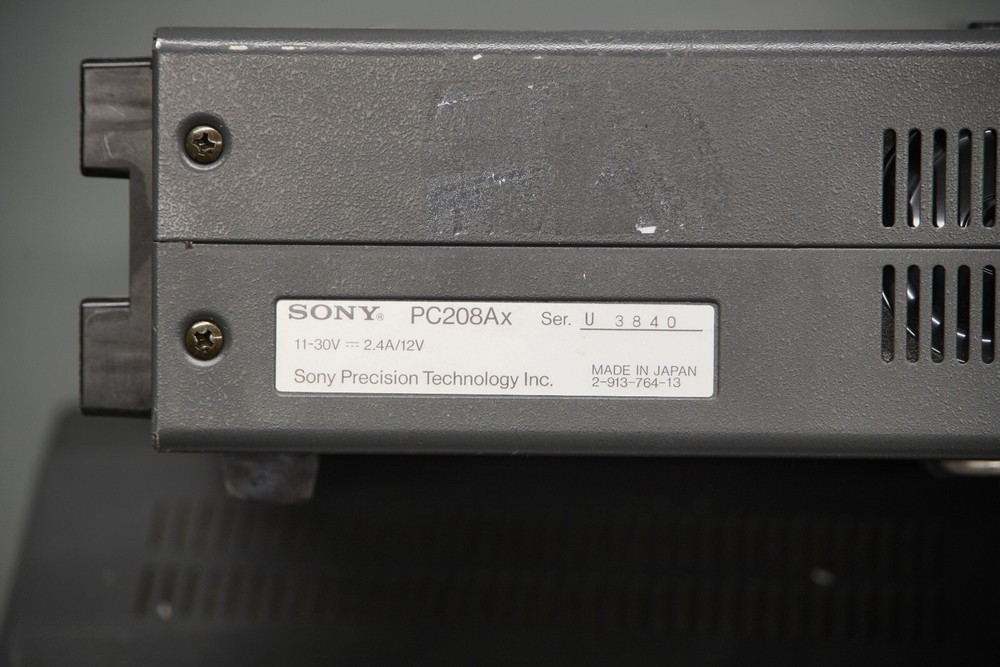 SONY® PC208Ax Ser. U 3840
11-30V ⎓ 2.4A/12V
Sony Precision Technology Inc.
MADE IN JAPAN
2-913-764-13